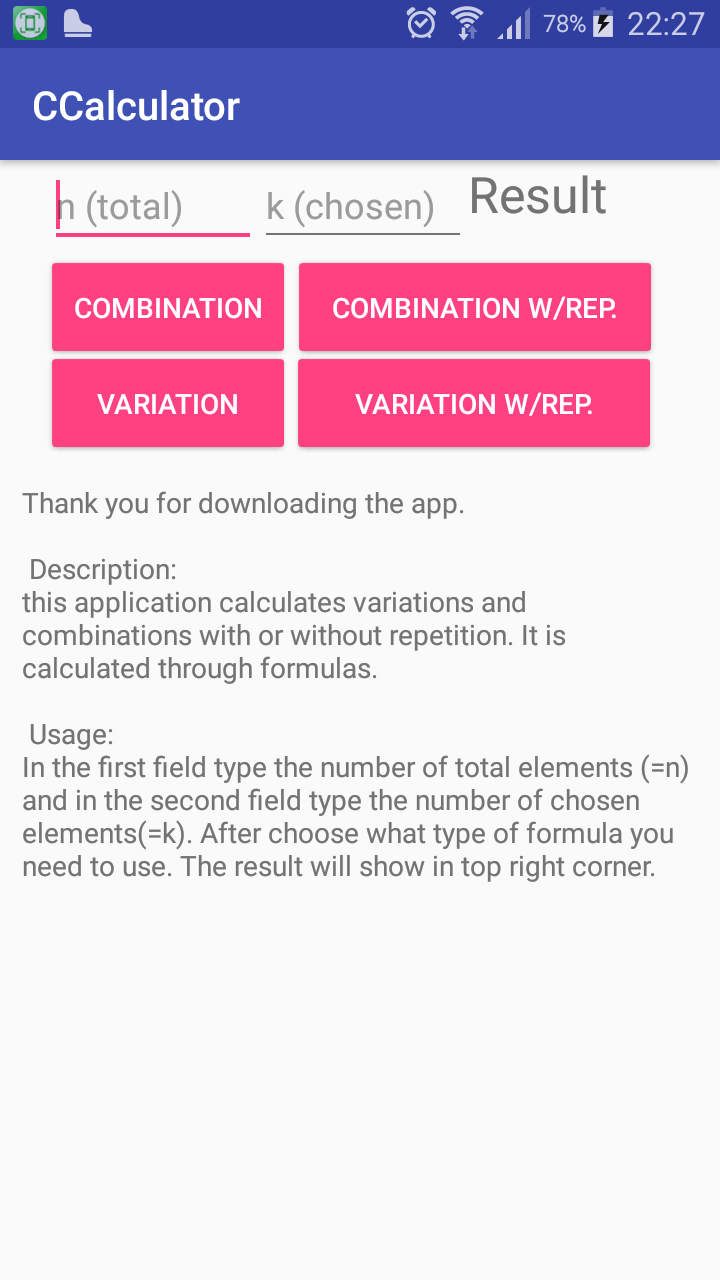 78% 22:27
CCalculator
n (total) k (chosen) Result
COMBINATION COMBINATION W/REP.
VARIATION VARIATION W/REP.
Thank you for downloading the app.
Description:
this application calculates variations and
combinations with or without repetition. It is
calculated through formulas.
Usage:
In the first field type the number of total elements (=n)
and in the second field type the number of chosen
elements(=k). After choose what type of formula you
need to use. The result will show in top right corner.